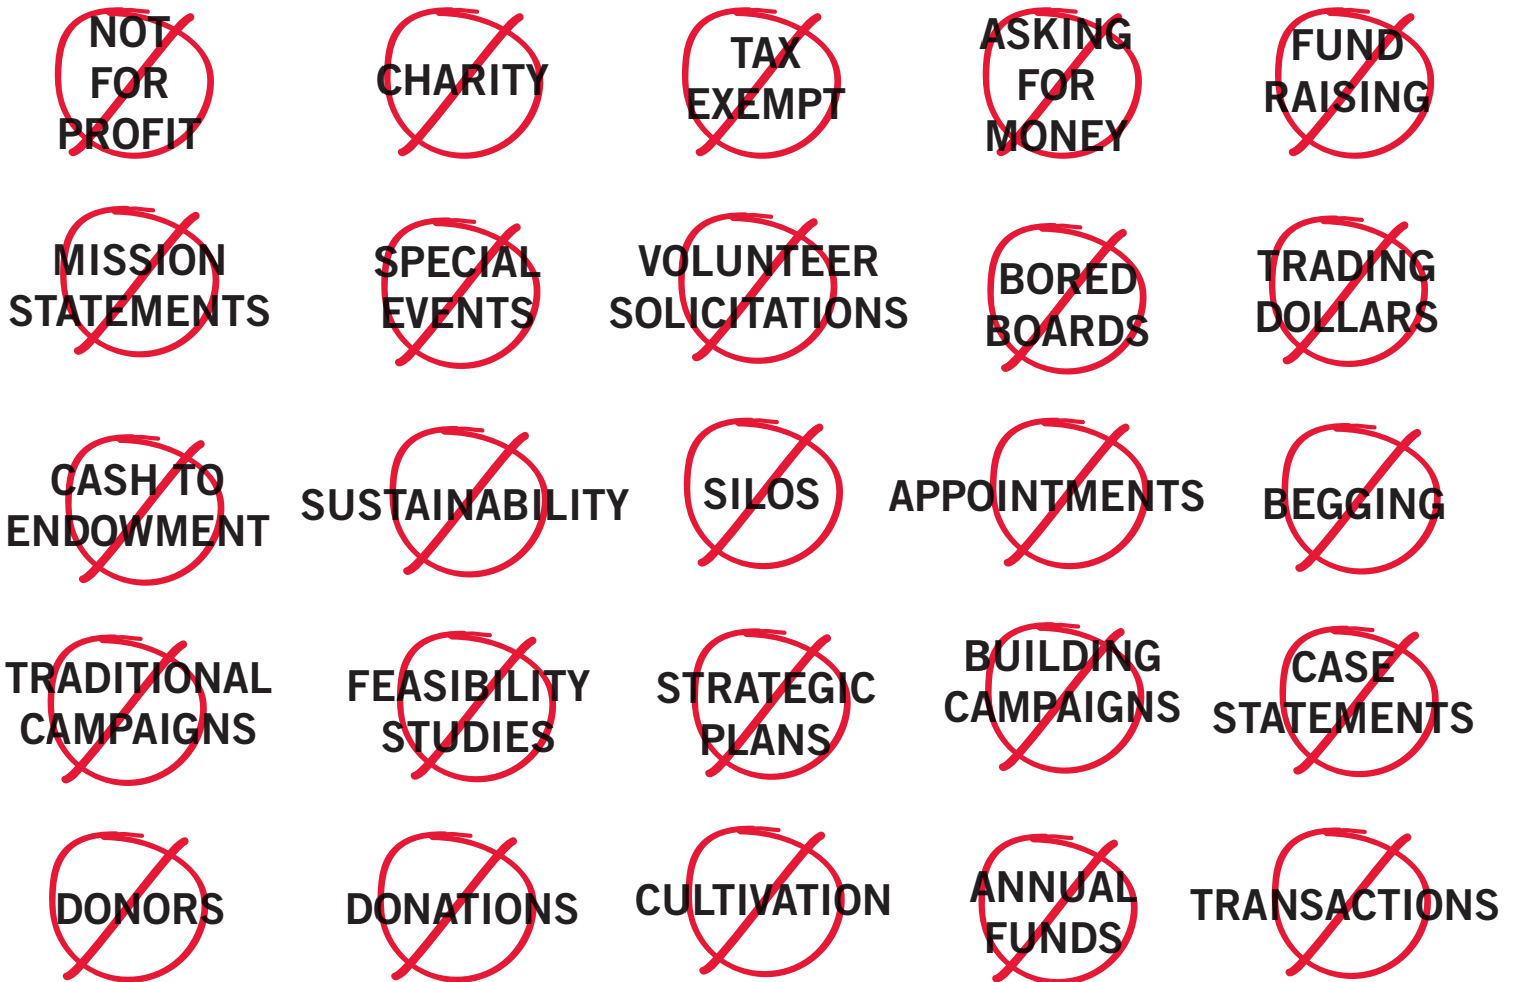 NOT
FOR
PROFIT
CHARITY
TAX
EXEMPT
ASKING
FOR
MONEY
FUND
RAISING
MISSION
STATEMENTS
SPECIAL
EVENTS
VOLUNTEER
SOLICITATIONS
BORED
BOARDS
TRADING
DOLLARS
CASH TO
ENDOWMENT
SUSTAINABILITY
SILOS
APPOINTMENTS
BEGGING
TRADITIONAL
CAMPAIGNS
FEASIBILITY
STUDIES
STRATEGIC
PLANS
BUILDING
CAMPAIGNS
CASE
STATEMENTS
DONORS
DONATIONS
CULTIVATION
ANNUAL
FUNDS
TRANSACTIONS